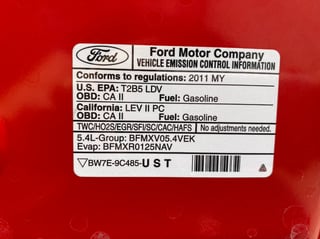 Ford
Ford Motor Company
VEHICLE EMISSION CONTROL INFORMATION
Conforms to regulations: 2011 MY
U.S. EPA: T2B5 LDV
OBD: CA II Fuel: Gasoline
California: LEV II PC
OBD: CA II Fuel: Gasoline
TWC/HO2S/EGR/SFI/SC/CAC/HAFS No adjustments needed.
5.4L-Group: BFMXV05.4VEK
Evap: BFMXR0125NAV
BW7E-9C485-U S T